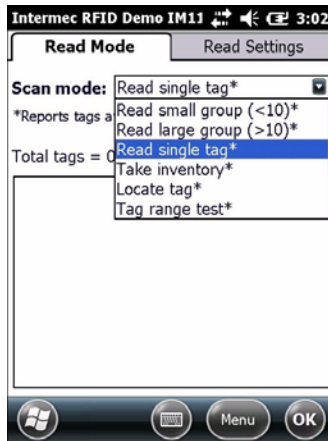 Intermec RFID Demo IM11 3:02
Read Mode Read Settings
Scan mode: Read single tag*
*Reports tags a
Read small group (<10)*
Read large group (>10)*
Total tags = 0
Read single tag*
Take inventory*
Locate tag*
Tag range test*
Menu OK